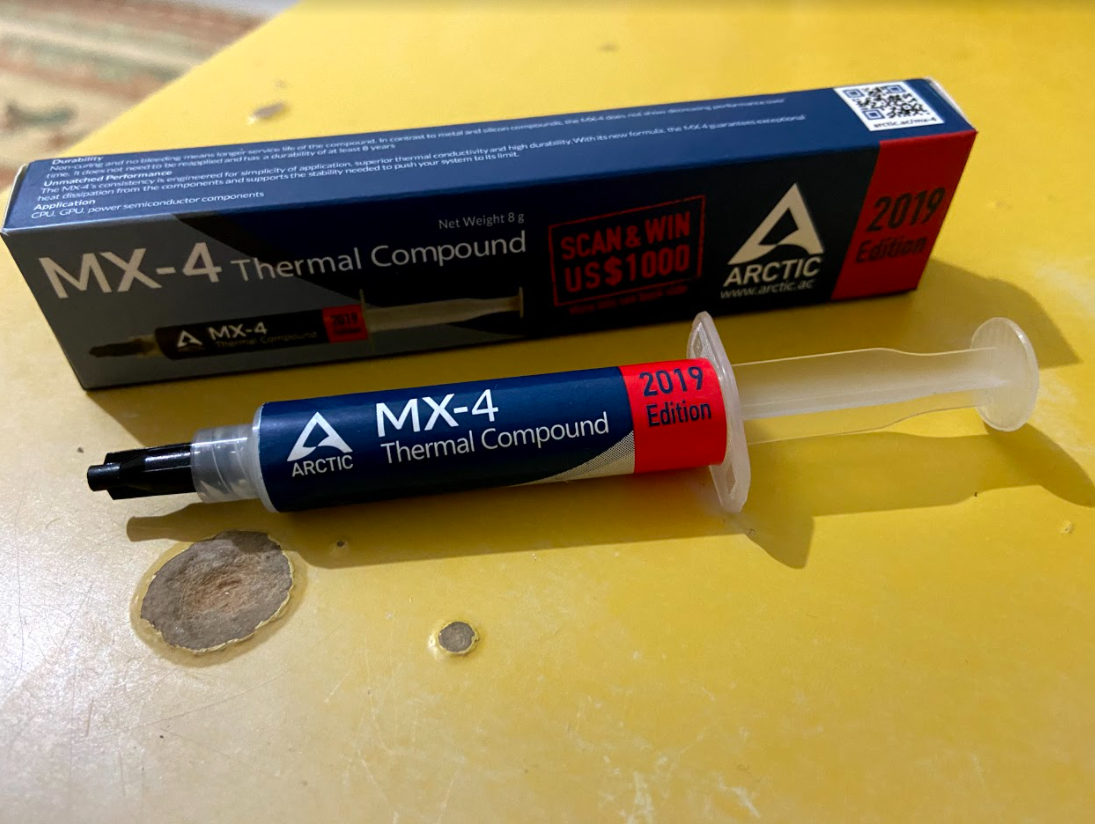 Durability
Non-curing and no bleeding means longer service life of the compound. In contrast to metal and silicon compounds, the MX-4 does not show decreasing performance over
time. It does not need to be reapplied and has a durability of at least 8 years
Unmatched Performance
The MX-4's consistency is engineered for simplicity of application, superior thermal conductivity and high durability. With its new formula, the MX-4 guarantees exceptional
heat dissipation from the components and supports the stability needed to push your system to its limit.
Application
CPU, GPU, power semiconductor components
arctic.ac/mx-4
Net Weight 8 g
MX-4 Thermal Compound
SCAN & WIN
US$1000
ARCTIC
www.arctic.ac
2019
Edition
ARCTIC
MX-4
Thermal Compound
2019
Edition
ARCTIC
MX-4
Thermal Compound
2019
Edition